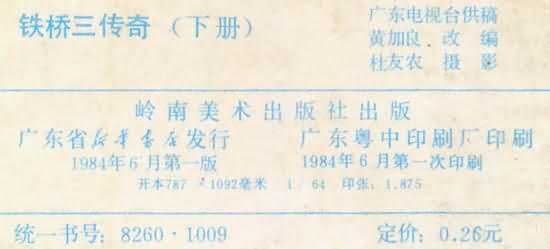 铁桥三传奇（下册）
广东电视台供稿
黄加良 改编
杜友农 摄影
岭南美术出版社出版
广东省新华书店发行 广东粤中印刷厂印刷
1984年6月第一版 1984年6月第一次印刷
开本787×1092毫米 1/64 印张：1.875
统一书号：8260·1009 定价：0.26元